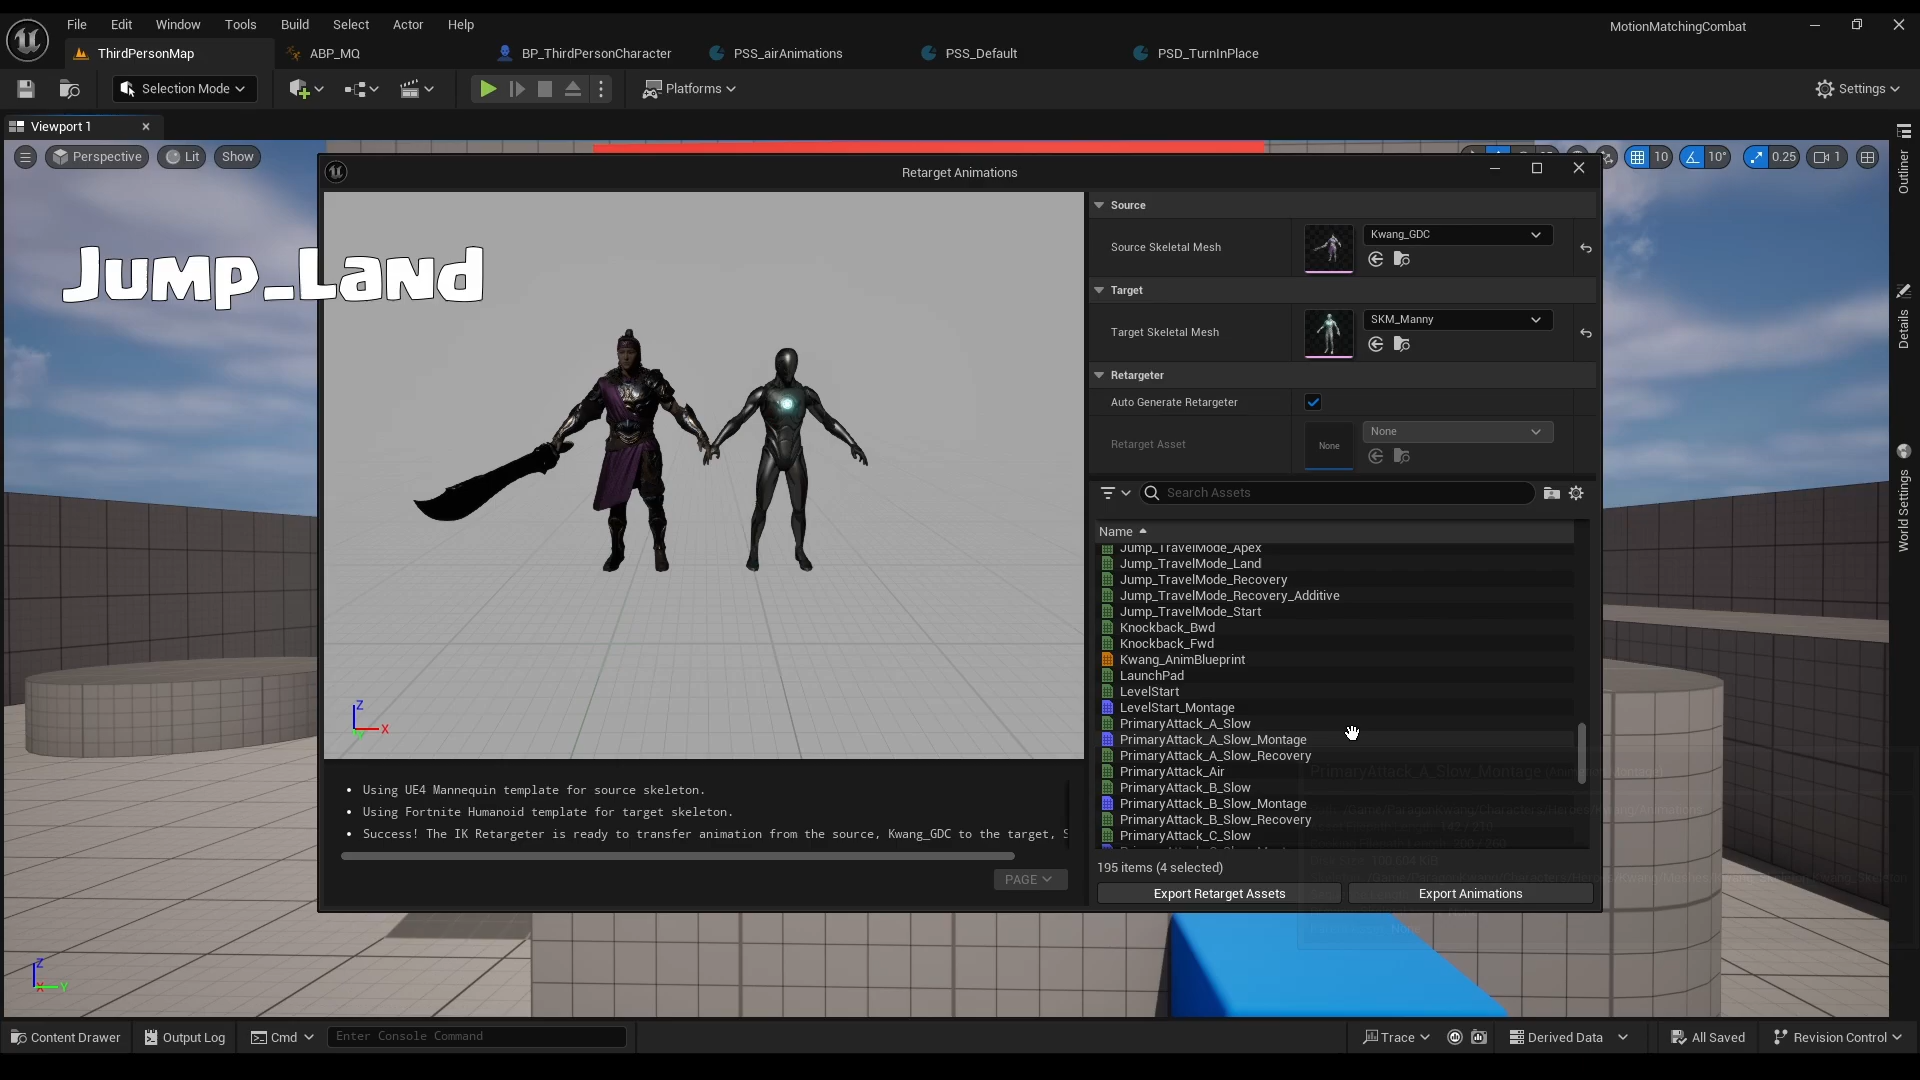 File Edit Window Tools Build Select Actor Help MotionMatchingCombat
ThirdPersonMap ABP_MQ BP_ThirdPersonCharacter PSS_airAnimations PSS_Default PSD_TurnInPlace
Selection Mode Platforms Settings
Viewport 1
Perspective Lit Show 10 10° 0.25 1
Outliner
Details
World Settings
Jump_Land
Retarget Animations
Source
Source Skeletal Mesh Kwang_GDC
Target
Target Skeletal Mesh SKM_Manny
Retargeter
Auto Generate Retargeter
Retarget Asset None None
Search Assets
Name
Jump_TravelMode_Apex
Jump_TravelMode_Land
Jump_TravelMode_Recovery
Jump_TravelMode_Recovery_Additive
Jump_TravelMode_Start
Knockback_Bwd
Knockback_Fwd
Kwang_AnimBlueprint
LaunchPad
LevelStart
LevelStart_Montage
PrimaryAttack_A_Slow
PrimaryAttack_A_Slow_Montage
PrimaryAttack_A_Slow_Recovery
PrimaryAttack_Air
PrimaryAttack_B_Slow
PrimaryAttack_B_Slow_Montage
PrimaryAttack_B_Slow_Recovery
PrimaryAttack_C_Slow
195 items (4 selected)
Export Retarget Assets Export Animations
Z
X
• Using UE4 Mannequin template for source skeleton.
• Using Fortnite Humanoid template for target skeleton.
• Success! The IK Retargeter is ready to transfer animation from the source, Kwang_GDC to the target, S
PAGE
Z
X Y
Content Drawer Output Log Cmd Enter Console Command Trace Derived Data All Saved Revision Control